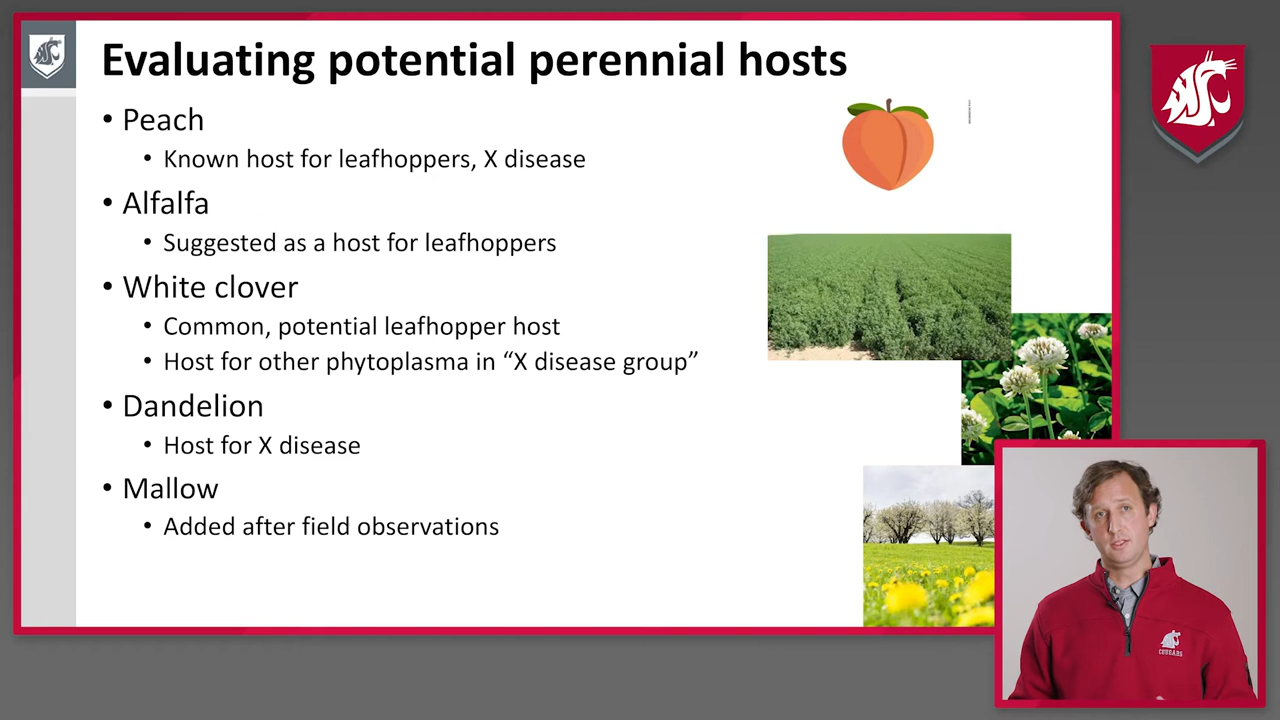 Evaluating potential perennial hosts
• Peach
• Known host for leafhoppers, X disease
• Alfalfa
• Suggested as a host for leafhoppers
• White clover
• Common, potential leafhopper host
• Host for other phytoplasma in “X disease group”
• Dandelion
• Host for X disease
• Mallow
• Added after field observations
COUGARS